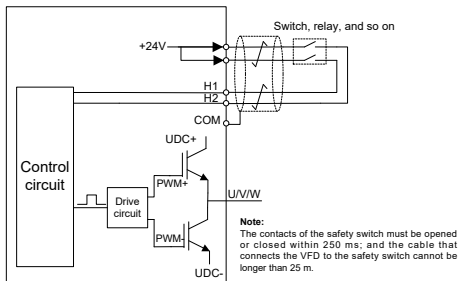 Switch, relay, and so on
+24V
H1
H2
COM
UDC+
Control
circuit
PWM+
U/V/W
Drive
circuit
PWM-
UDC-
Note:
The contacts of the safety switch must be opened
or closed within 250 ms; and the cable that
connects the VFD to the safety switch cannot be
longer than 25 m.